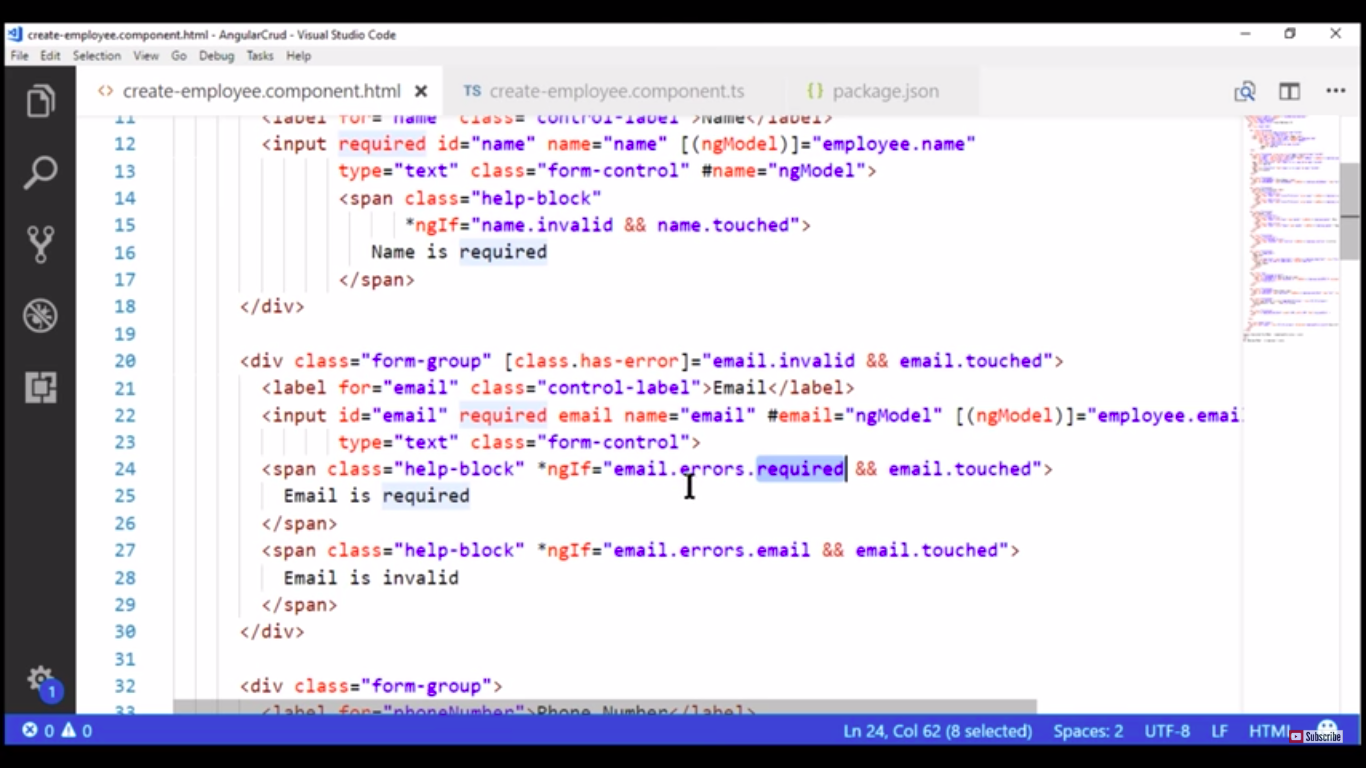 create-employee.component.html - AngularCrud - Visual Studio Code
File Edit Selection View Go Debug Tasks Help
<> create-employee.component.html × TS create-employee.component.ts {} package.json
11 <label for="name" class="control-label">Name</label>
12 <input required id="name" name="name" [(ngModel)]="employee.name"
13 type="text" class="form-control" #name="ngModel">
14 <span class="help-block"
15 *ngIf="name.invalid && name.touched">
16 Name is required
17 </span>
18 </div>
19
20 <div class="form-group" [class.has-error]="email.invalid && email.touched">
21 <label for="email" class="control-label">Email</label>
22 <input id="email" required email name="email" #email="ngModel" [(ngModel)]="employee.email
23 type="text" class="form-control">
24 <span class="help-block" *ngIf="email.errors.required && email.touched">
25 Email is required
26 </span>
27 <span class="help-block" *ngIf="email.errors.email && email.touched">
28 Email is invalid
29 </span>
30 </div>
31
32 <div class="form-group">
33 <label for="phoneNumber">Phone Number</label>
1
0 0 Ln 24, Col 62 (8 selected) Spaces: 2 UTF-8 LF HTML Subscribe